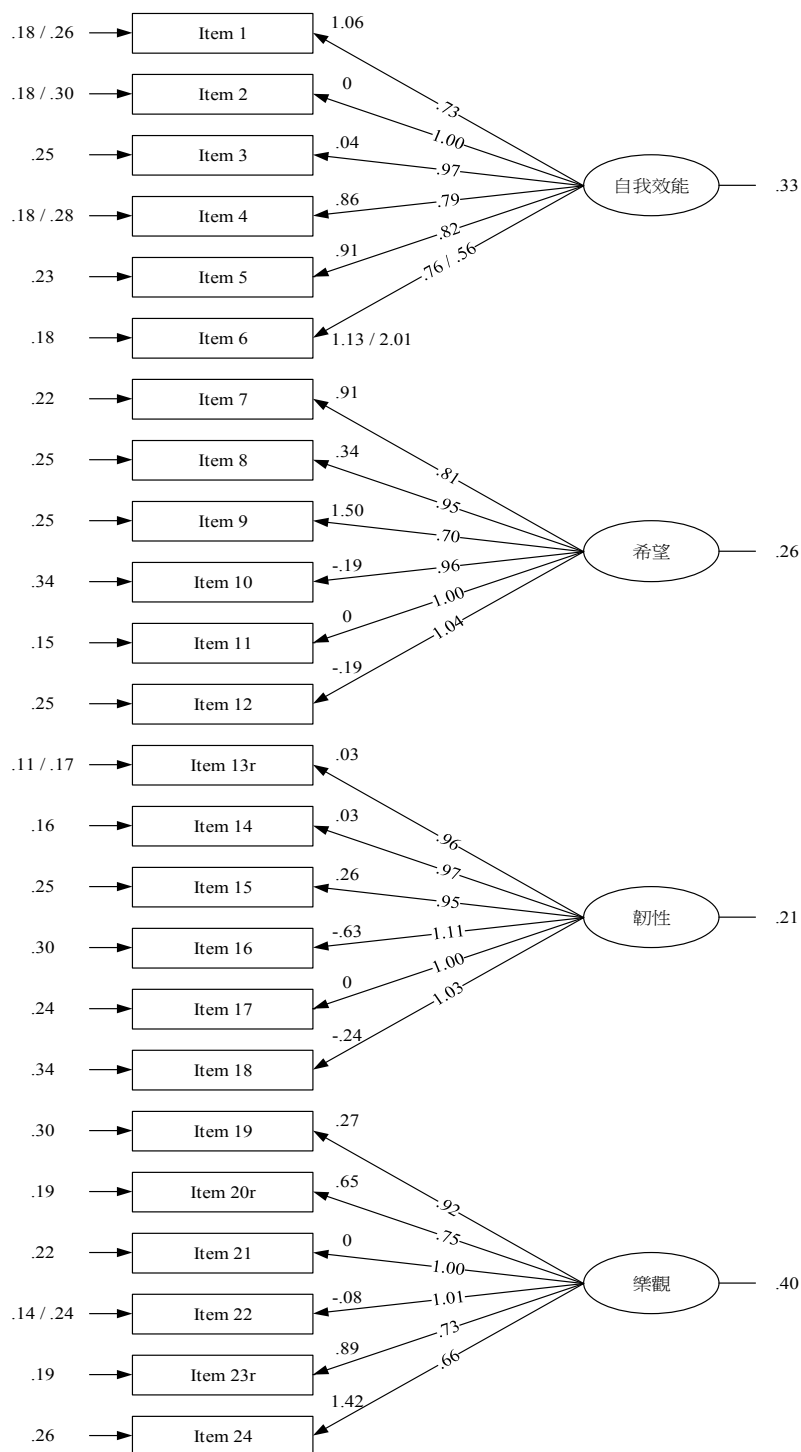 1.06
.18 / .26 Item 1
.73
0
.18 / .30 Item 2
1.00
.04
.25 Item 3
.97
自我效能 .33
.86
.18 / .28 Item 4
.79
.91
.23 Item 5
.82
.76 / .56
.18 Item 6 1.13 / 2.01
.91
.22 Item 7
.81
.34
.25 Item 8
.95
1.50
.25 Item 9
.70
希望 .26
-.19
.34 Item 10
.96
0
.15 Item 11
1.00
1.04
-.19
.25 Item 12
.03
.11 / .17 Item 13r
.96
.03
.16 Item 14
.97
.26
.25 Item 15
.95
韌性 .21
-.63
.30 Item 16
1.11
0
.24 Item 17
1.00
1.03
-.24
.34 Item 18
.27
.30 Item 19
.92
.65
.19 Item 20r
.75
0
.22 Item 21
1.00
樂觀 .40
-.08
.14 / .24 Item 22
1.01
.89
.19 Item 23r
.73
.66
1.42
.26 Item 24